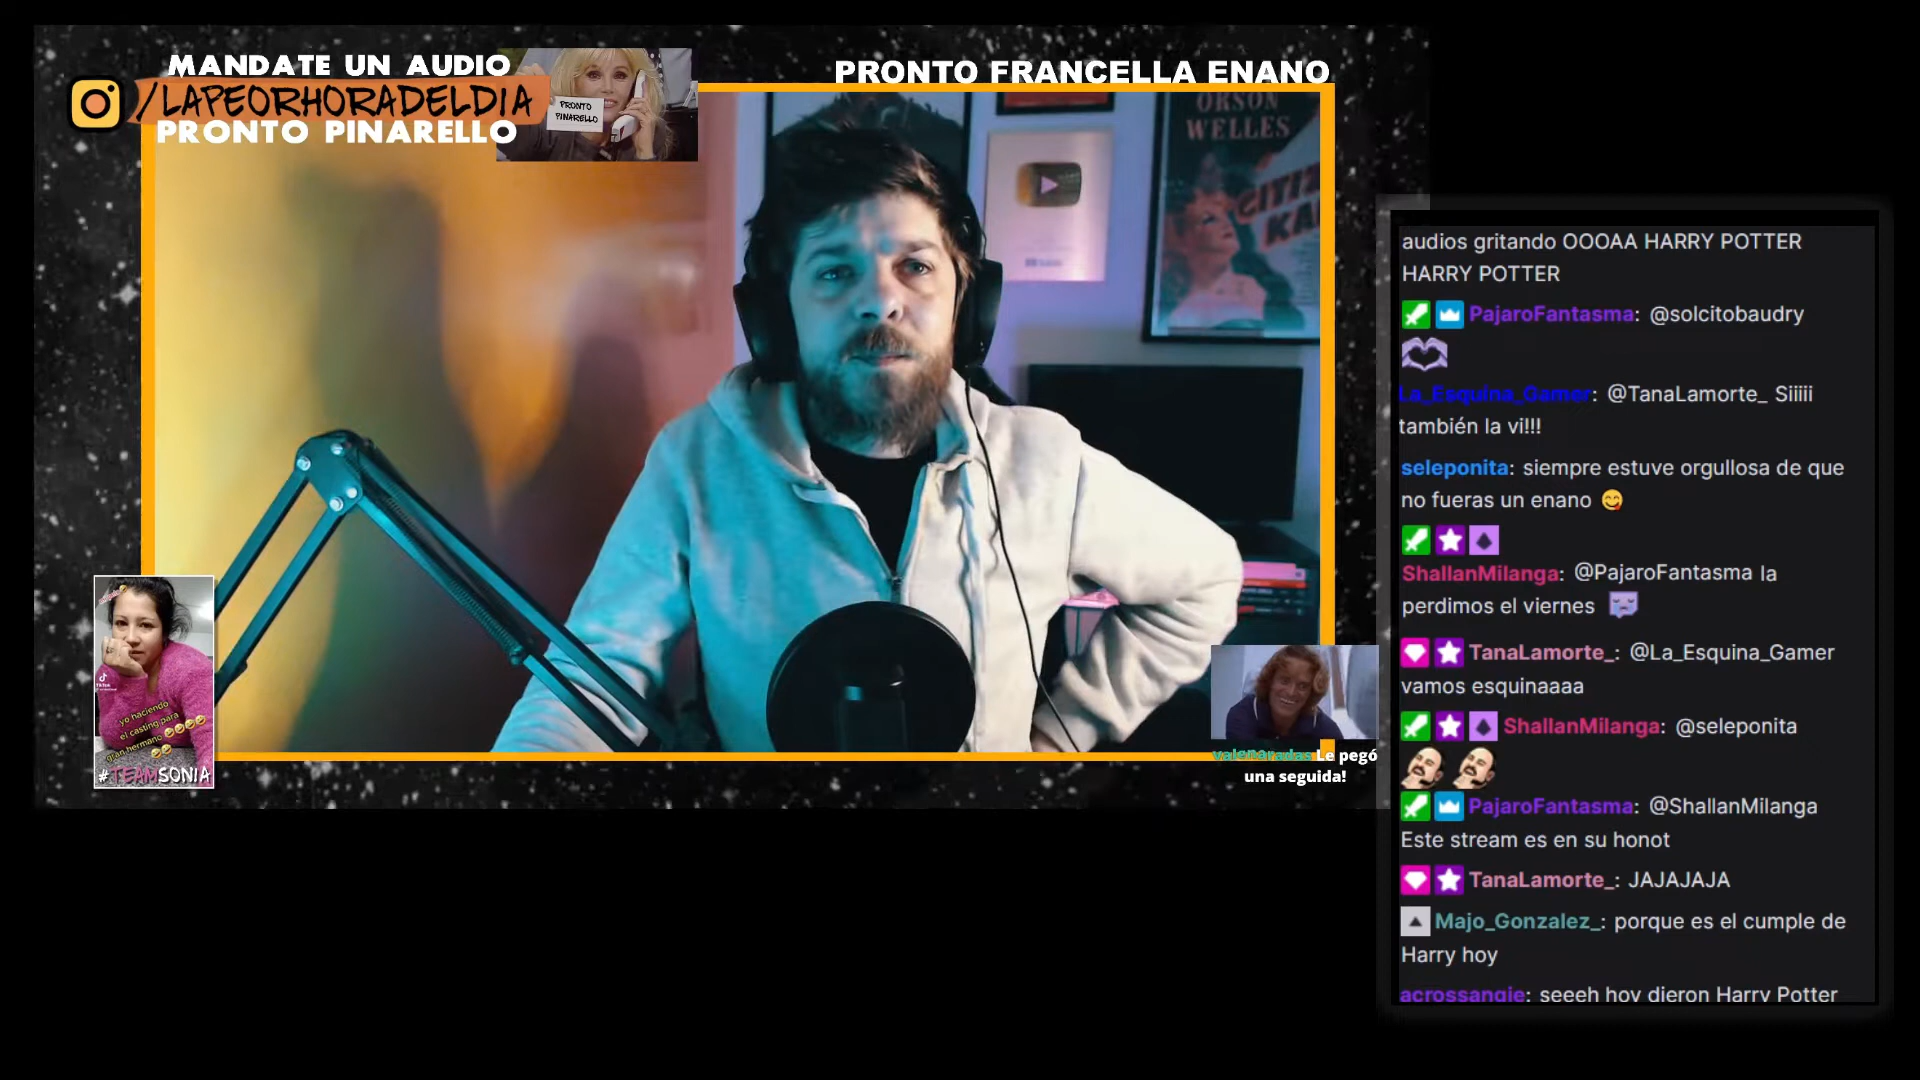 MANDATE UN AUDIO
/LAPEORHORADELDIA
PRONTO PINARELLO
PRONTO
PINARELLO
PRONTO FRANCELLA ENANO
ORSON
WELLES
yo haciendo
el casting para
gran hermano
#TEAMSONIA
valenoradas Le pegó
una seguida!
audios gritando OOOAA HARRY POTTER
HARRY POTTER
PajaroFantasma: @solcitobaudry
La_Esquina_Gamer: @TanaLamorte_ Siiiii
también la vi!!!
seleponita: siempre estuve orgullosa de que
no fueras un enano 😋
ShallanMilanga: @PajaroFantasma la
perdimos el viernes
TanaLamorte_: @La_Esquina_Gamer
vamos esquinaaaa
ShallanMilanga: @seleponita
PajaroFantasma: @ShallanMilanga
Este stream es en su honot
TanaLamorte_: JAJAJAJA
Majo_Gonzalez_: porque es el cumple de
Harry hoy
acrossangie: seeeh hoy dieron Harry Potter